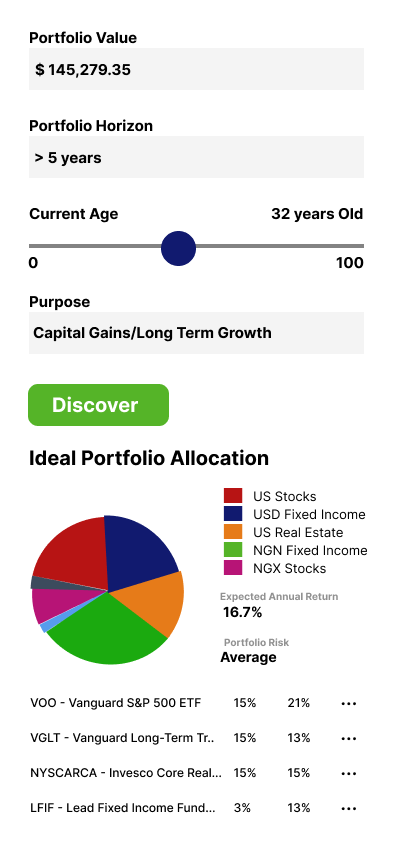 Portfolio Value
$ 145,279.35
Portfolio Horizon
> 5 years
Current Age 32 years Old
0 100
Purpose
Capital Gains/Long Term Growth
Discover
Ideal Portfolio Allocation
US Stocks
USD Fixed Income
US Real Estate
NGN Fixed Income
NGX Stocks
Expected Annual Return
16.7%
Portfolio Risk
Average
VOO - Vanguard S&P 500 ETF 15% 21% ...
VGLT - Vanguard Long-Term Tr.. 15% 13% ...
NYSCARCA - Invesco Core Real... 15% 15% ...
LFIF - Lead Fixed Income Fund... 3% 13% ...